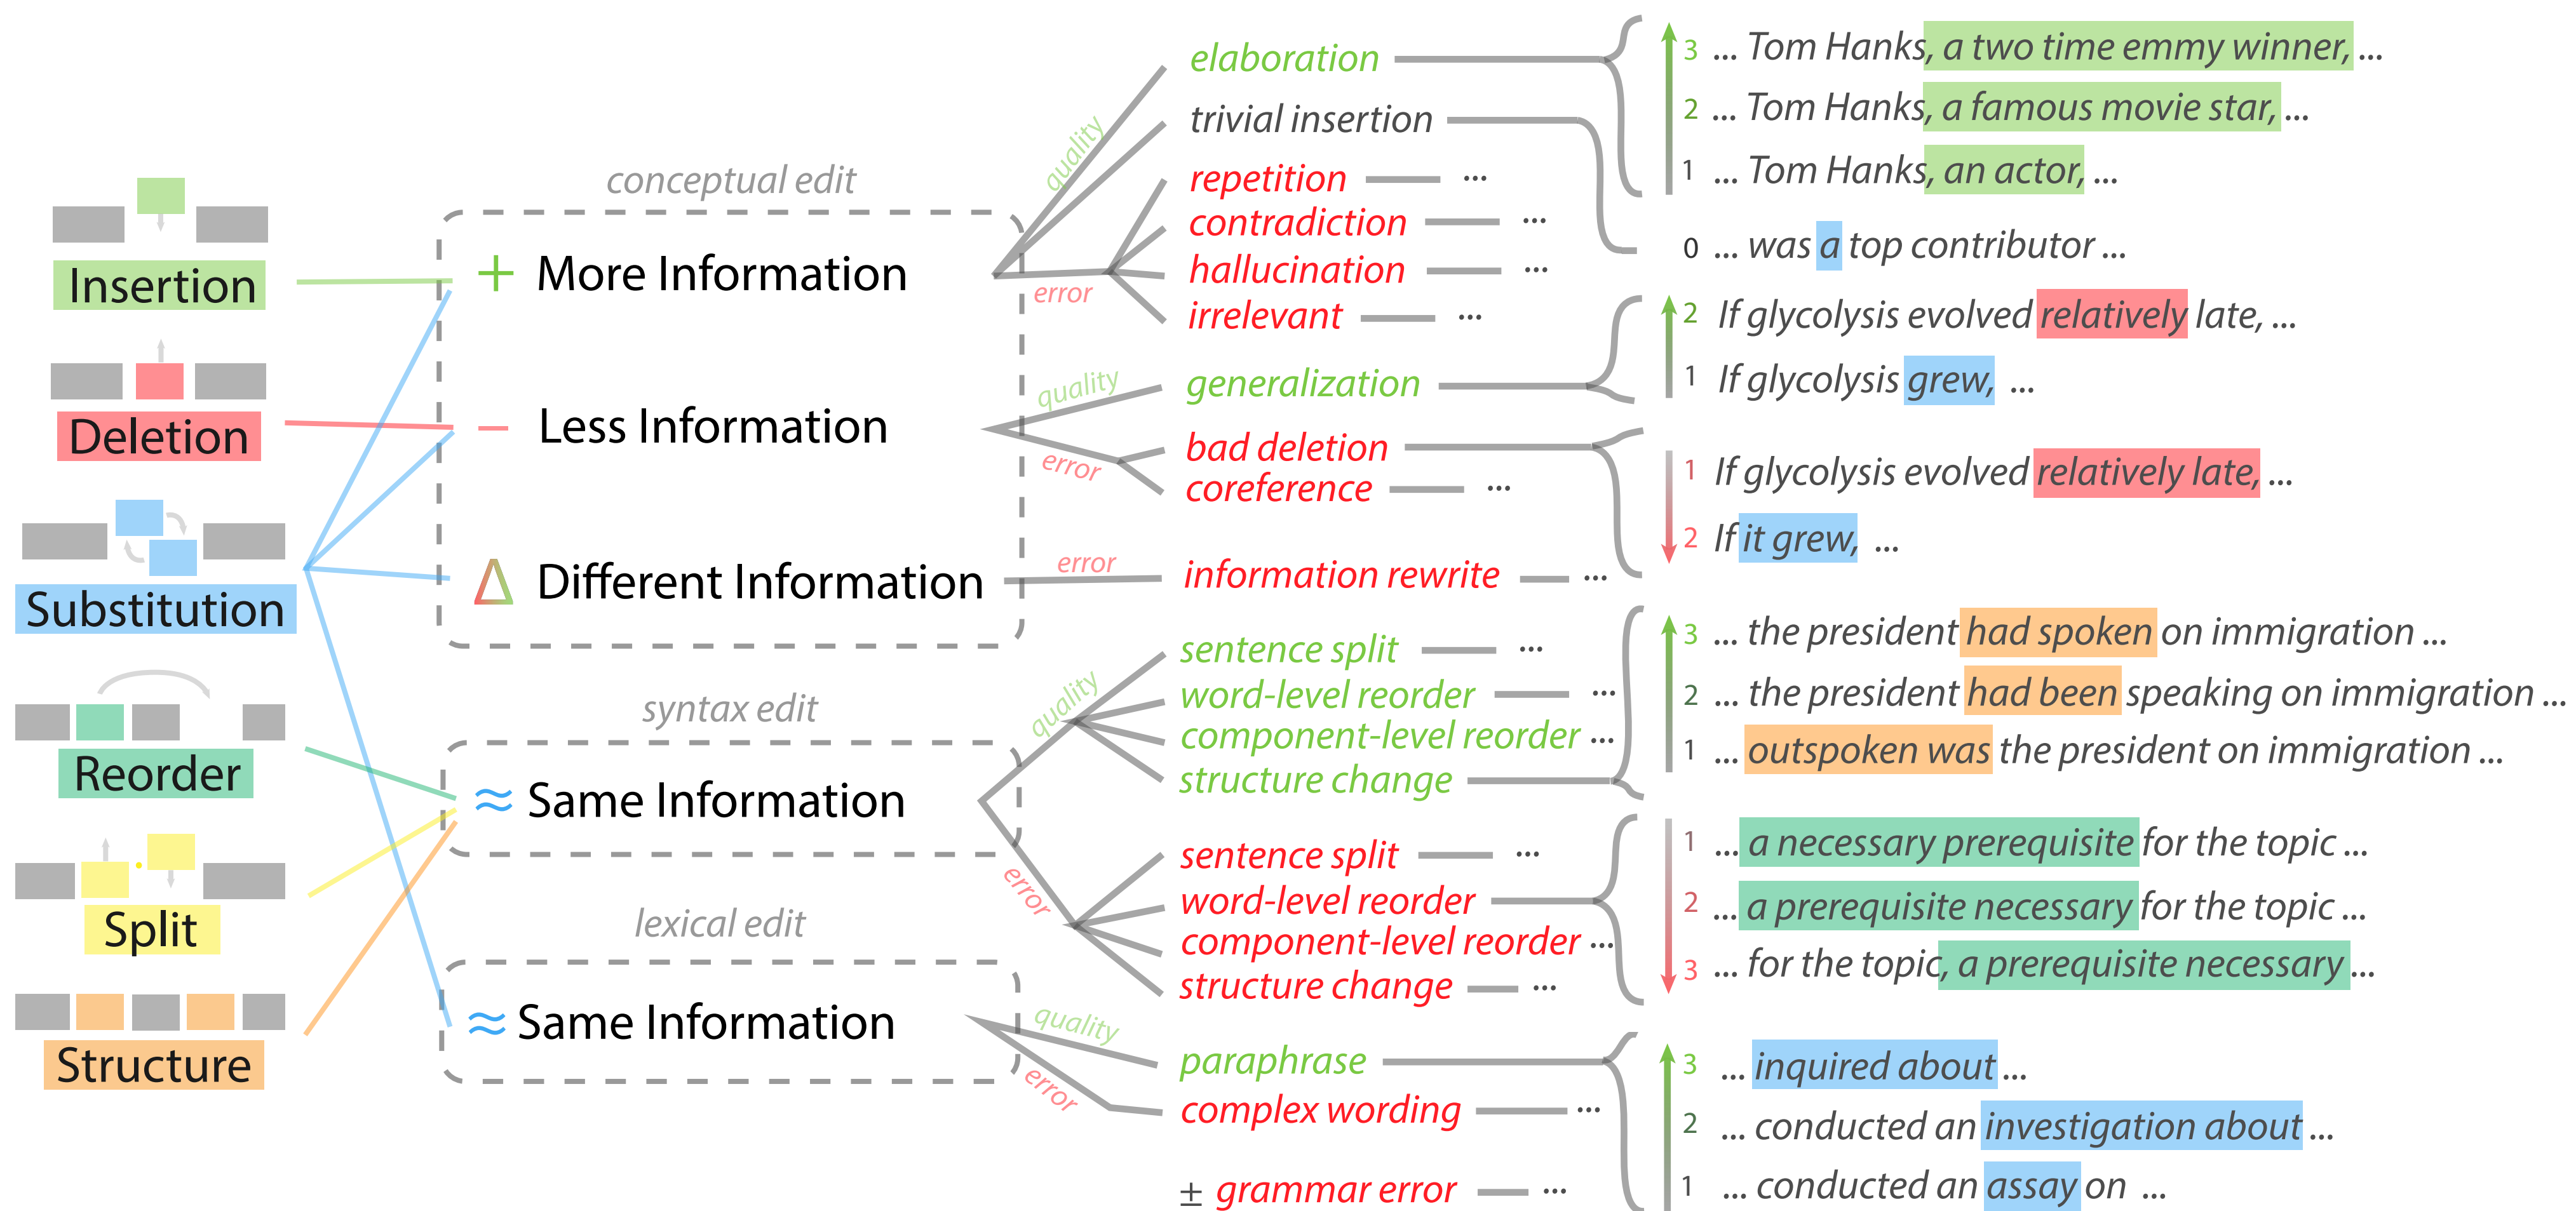 Insertion
Deletion
Substitution
Reorder
Split
Structure
conceptual edit
+ More Information
− Less Information
Δ Different Information
syntax edit
≈ Same Information
lexical edit
≈ Same Information
quality
error
quality
error
error
quality
error
quality
error
elaboration
trivial insertion
repetition ...
contradiction ...
hallucination ...
irrelevant ...
generalization
bad deletion
coreference ...
information rewrite ...
sentence split ...
word-level reorder ...
component-level reorder ...
structure change
sentence split ...
word-level reorder
component-level reorder ...
structure change ...
paraphrase
complex wording ...
± grammar error ...
3 ... Tom Hanks, a two time emmy winner, ...
2 ... Tom Hanks, a famous movie star, ...
1 ... Tom Hanks, an actor, ...
0 ... was a top contributor ...
2 If glycolysis evolved relatively late, ...
1 If glycolysis grew, ...
1 If glycolysis evolved relatively late, ...
2 If it grew, ...
3 ... the president had spoken on immigration ...
2 ... the president had been speaking on immigration ...
1 ... outspoken was the president on immigration ...
1 ... a necessary prerequisite for the topic ...
2 ... a prerequisite necessary for the topic ...
3 ... for the topic, a prerequisite necessary ...
3 ... inquired about ...
2 ... conducted an investigation about ...
1 ... conducted an assay on ...